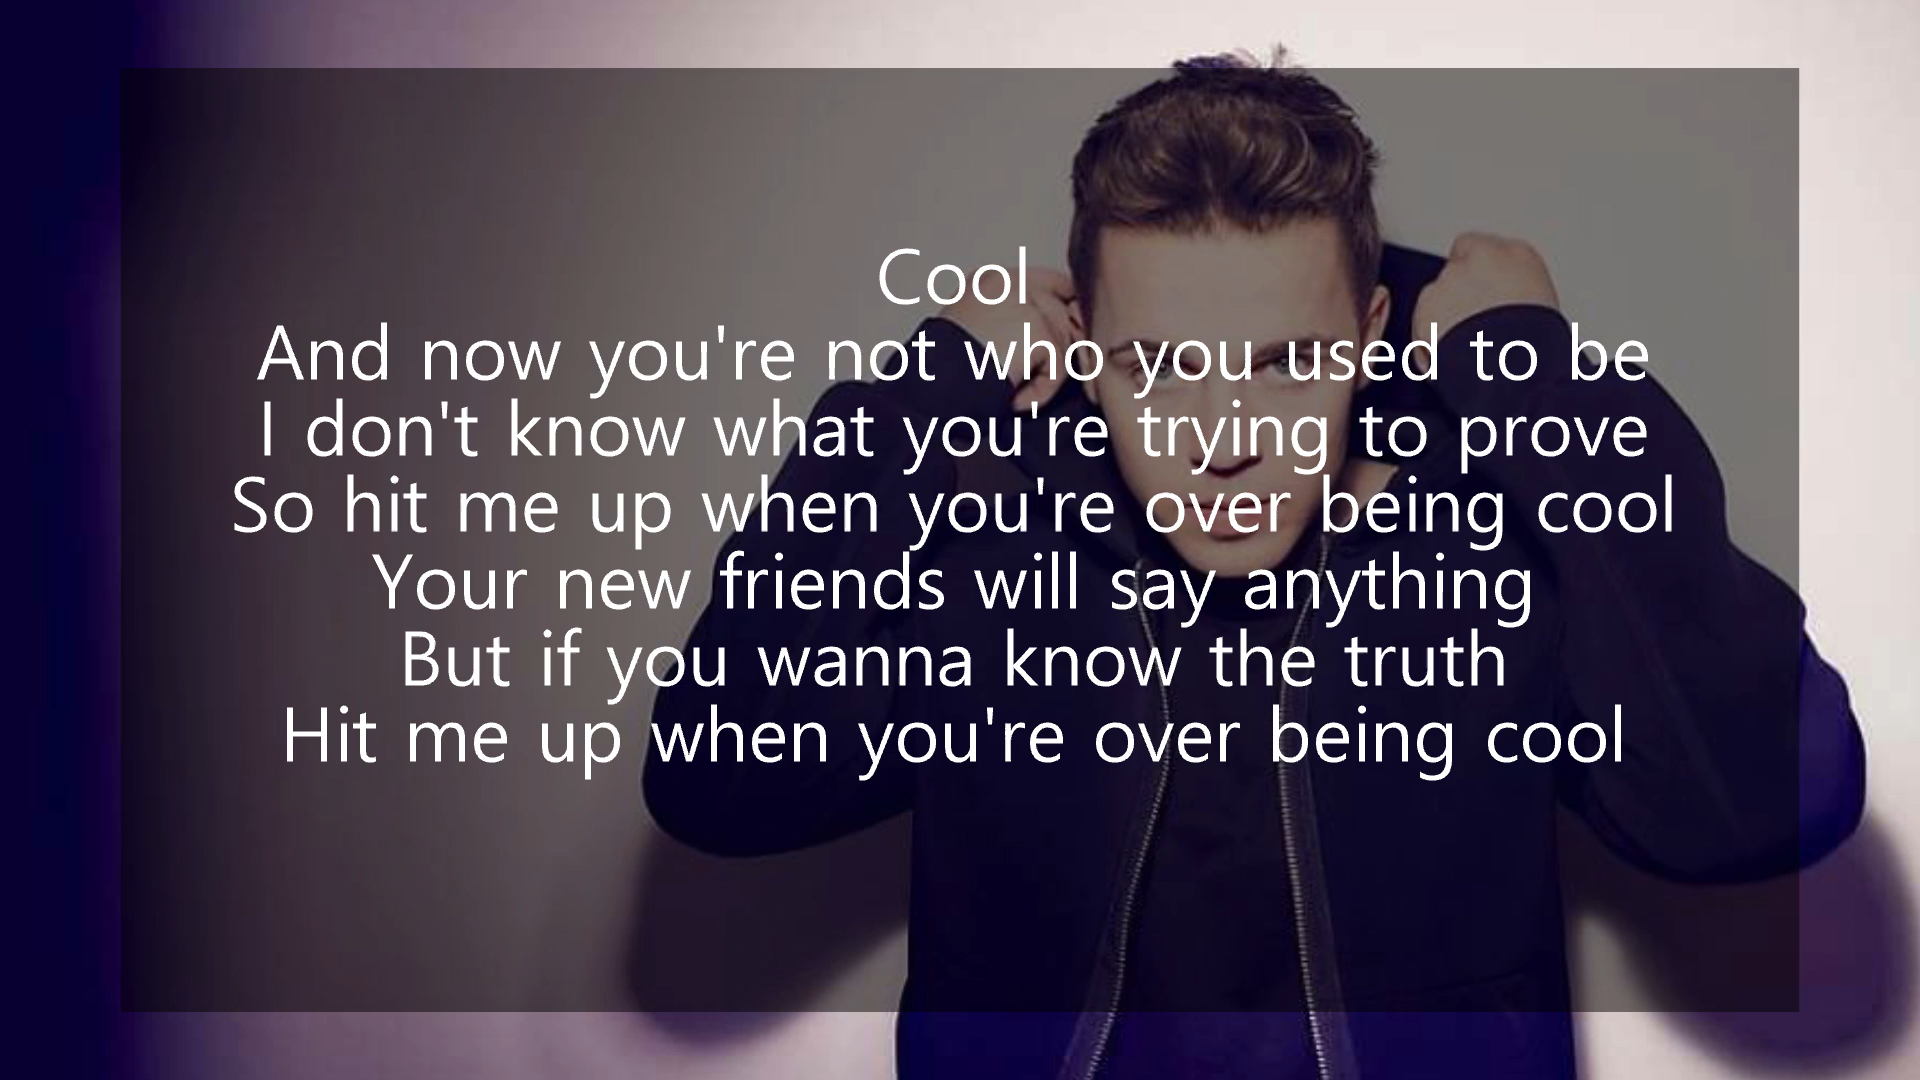 Cool
And now you're not who you used to be
I don't know what you're trying to prove
So hit me up when you're over being cool
Your new friends will say anything
But if you wanna know the truth
Hit me up when you're over being cool